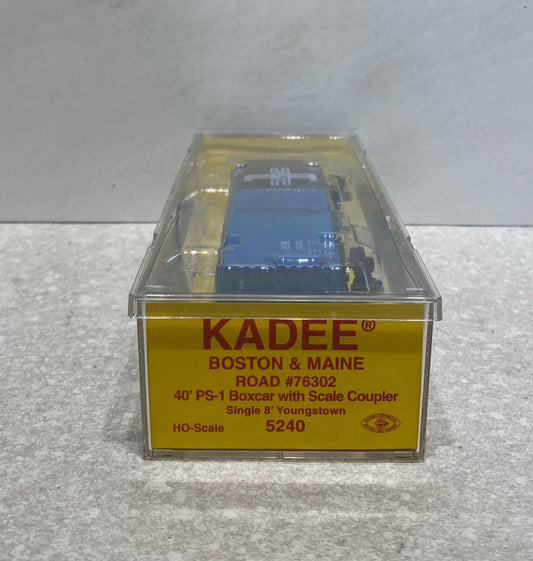 KADEE®
BOSTON & MAINE
ROAD #76302
40' PS-1 Boxcar with Scale Coupler
Single 8' Youngstown
HO-Scale 5240